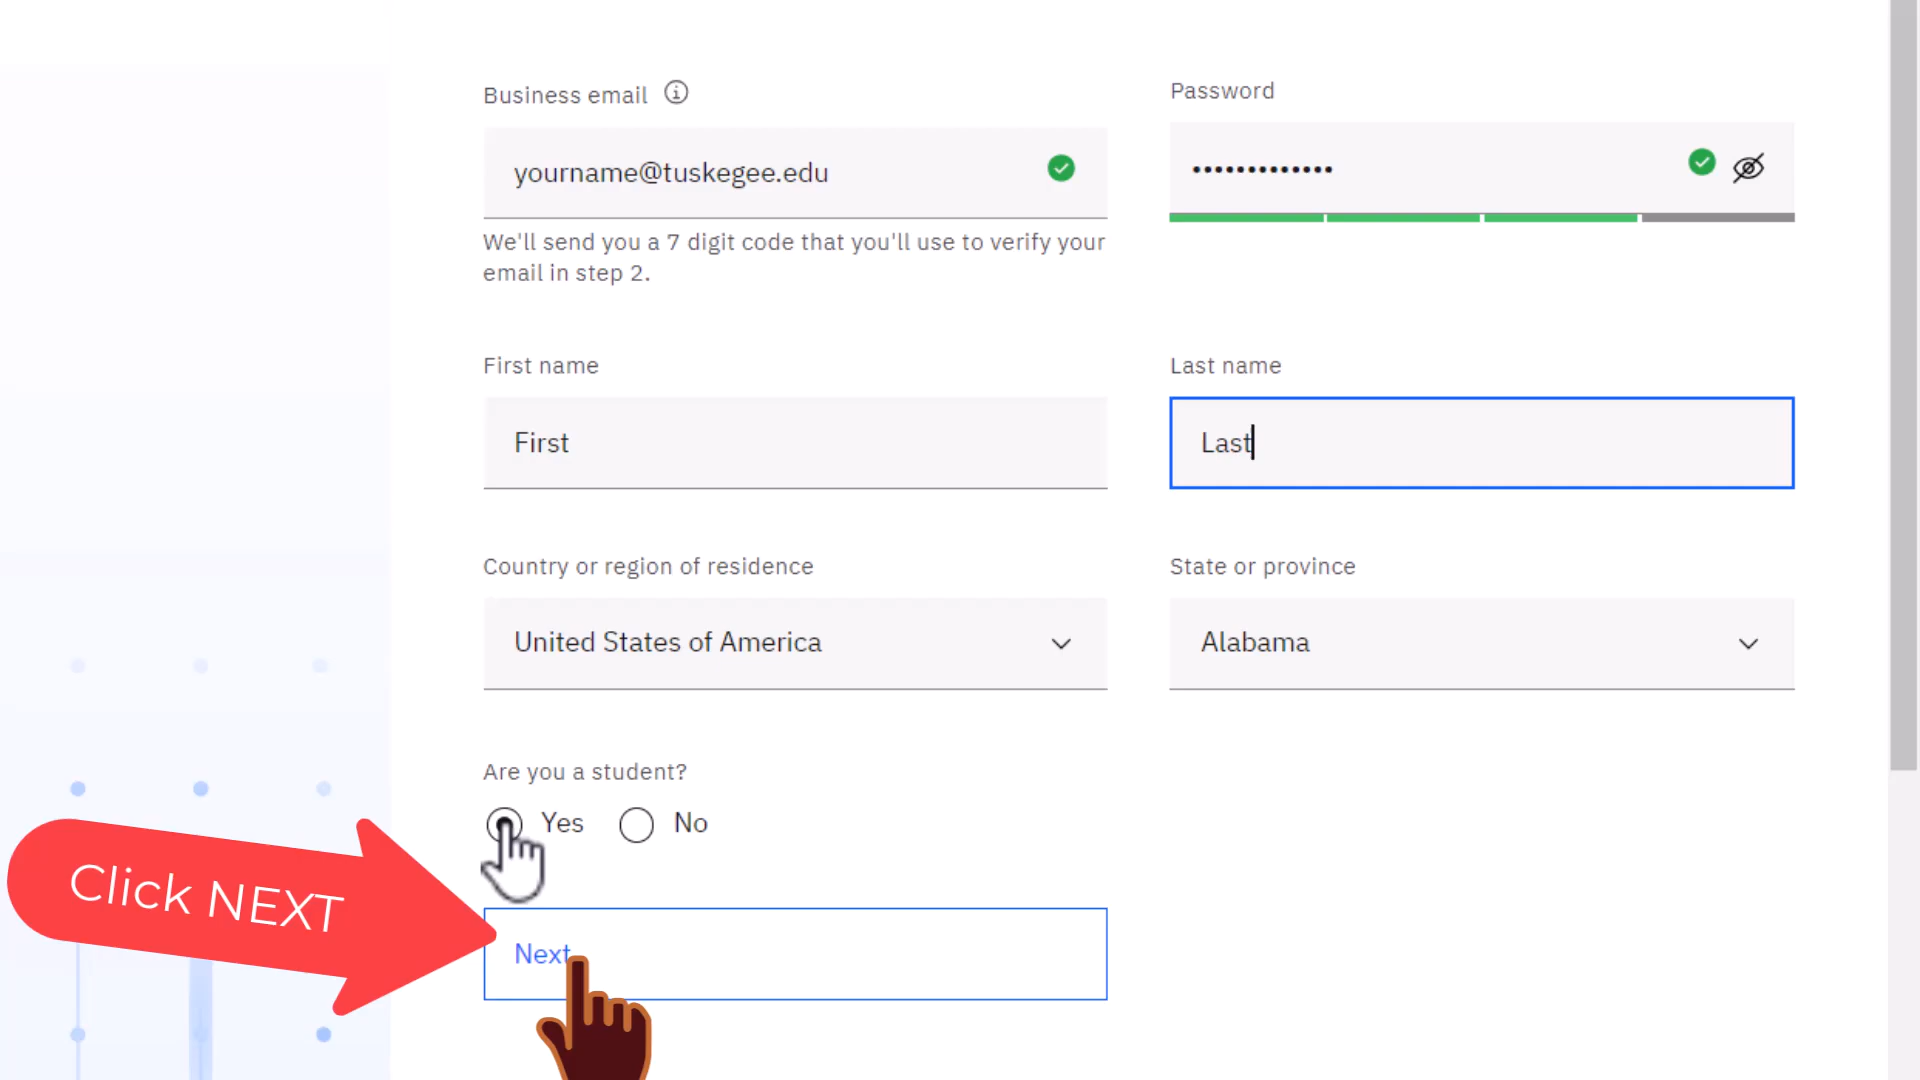 Business email
Password
yourname@tuskegee.edu
•••••••••••••
We'll send you a 7 digit code that you'll use to verify your
email in step 2.
First name
Last name
First
Last
Country or region of residence
State or province
United States of America
Alabama
Are you a student?
Yes
No
Click NEXT
Next